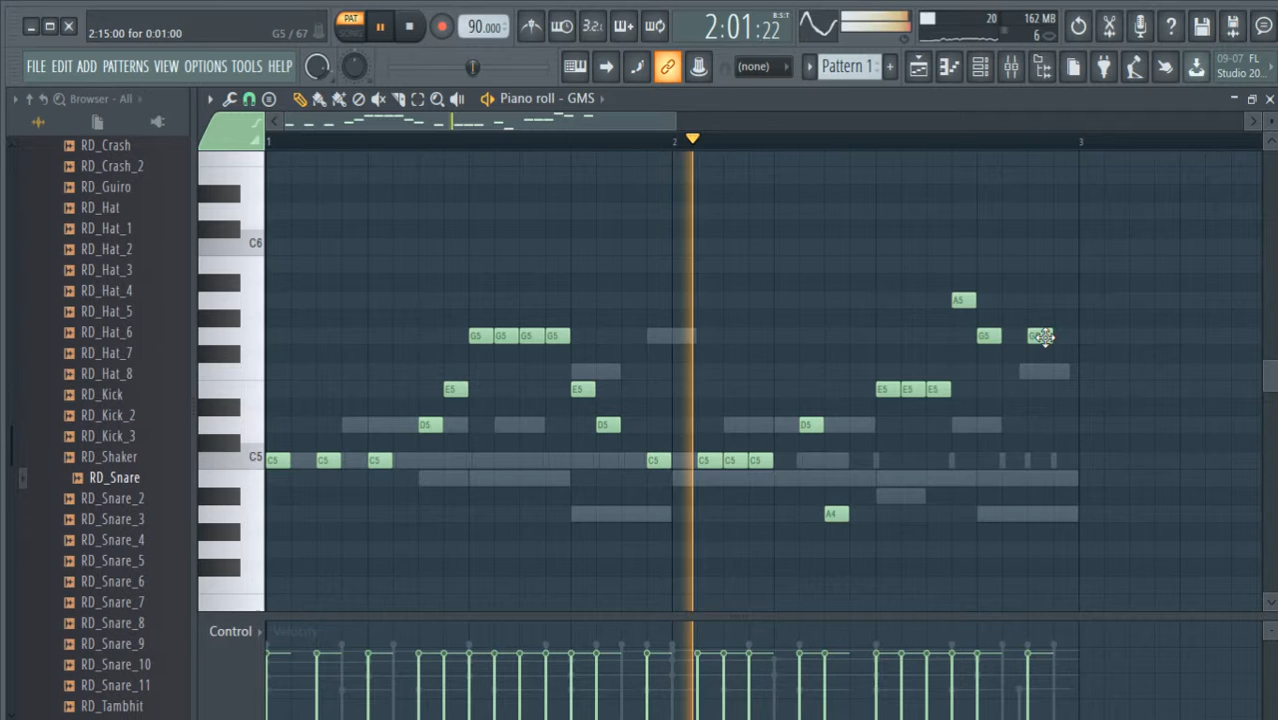 2:15:00 for 0:01:00 G5 / 67
PAT
SONG
90.000
3.2:
2:01:22
B:S:T
20 162 MB
6
FILE EDIT ADD PATTERNS VIEW OPTIONS TOOLS HELP
(none)
Pattern 1
09-07 FL
Studio 20...
Browser - All
Piano roll - GMS
1 2 3
RD_Crash
RD_Crash_2
RD_Guiro
RD_Hat
RD_Hat_1
RD_Hat_2
RD_Hat_3
RD_Hat_4
RD_Hat_5
RD_Hat_6
RD_Hat_7
RD_Hat_8
RD_Kick
RD_Kick_2
RD_Kick_3
RD_Shaker
RD_Snare
RD_Snare_2
RD_Snare_3
RD_Snare_4
RD_Snare_5
RD_Snare_6
RD_Snare_7
RD_Snare_8
RD_Snare_9
RD_Snare_10
RD_Snare_11
RD_Tambhit
C6
A5
G5 G5 G5 G5 G5
E5 E5 E5 E5 E5
D5 D5 D5
C5 C5 C5 C5 C5 C5 C5 C5
A4
Control Velocity